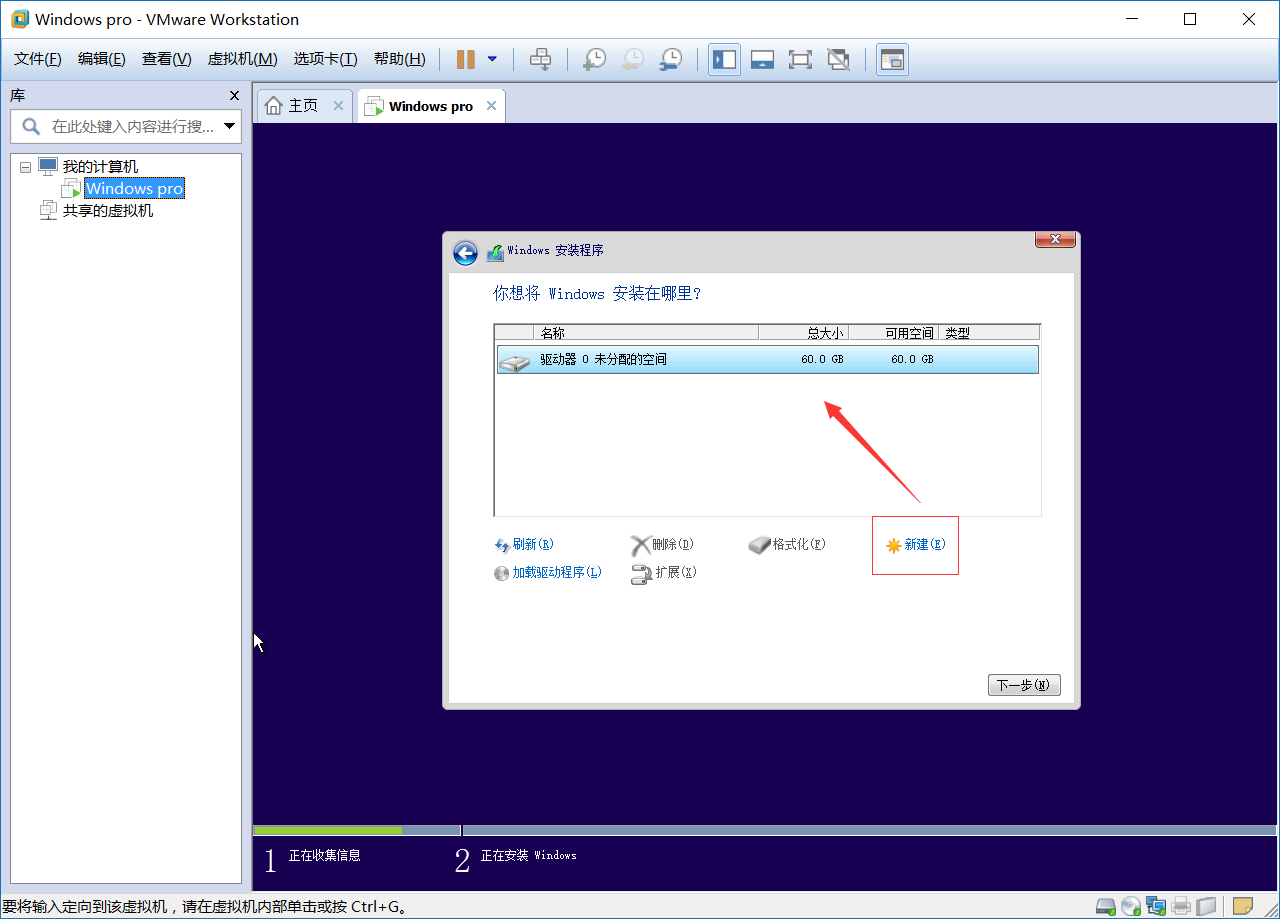 Windows pro - VMware Workstation
文件(F) 编辑(E) 查看(V) 虚拟机(M) 选项卡(T) 帮助(H)
库
主页
Windows pro
在此处键入内容进行搜...
我的计算机
Windows pro
共享的虚拟机
Windows 安装程序
你想将 Windows 安装在哪里?
名称 总大小 可用空间 类型
驱动器 0 未分配的空间 60.0 GB 60.0 GB
刷新(R) 删除(D) 格式化(F) 新建(E)
加载驱动程序(L) 扩展(X)
下一步(N)
1 正在收集信息 2 正在安装 Windows
要将输入定向到该虚拟机，请在虚拟机内部单击或按 Ctrl+G。